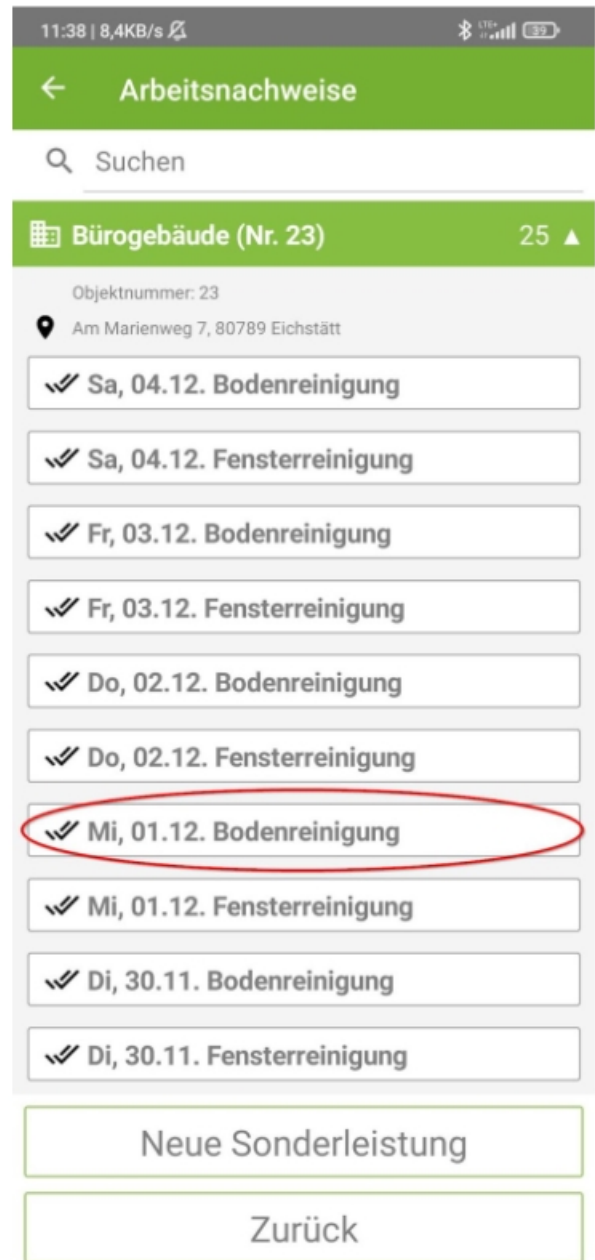 11:38 | 8,4KB/s
LTE+
39
Arbeitsnachweise
Suchen
Bürogebäude (Nr. 23) 25 ▲
Objektnummer: 23
Am Marienweg 7, 80789 Eichstätt
Sa, 04.12. Bodenreinigung
Sa, 04.12. Fensterreinigung
Fr, 03.12. Bodenreinigung
Fr, 03.12. Fensterreinigung
Do, 02.12. Bodenreinigung
Do, 02.12. Fensterreinigung
Mi, 01.12. Bodenreinigung
Mi, 01.12. Fensterreinigung
Di, 30.11. Bodenreinigung
Di, 30.11. Fensterreinigung
Neue Sonderleistung
Zurück